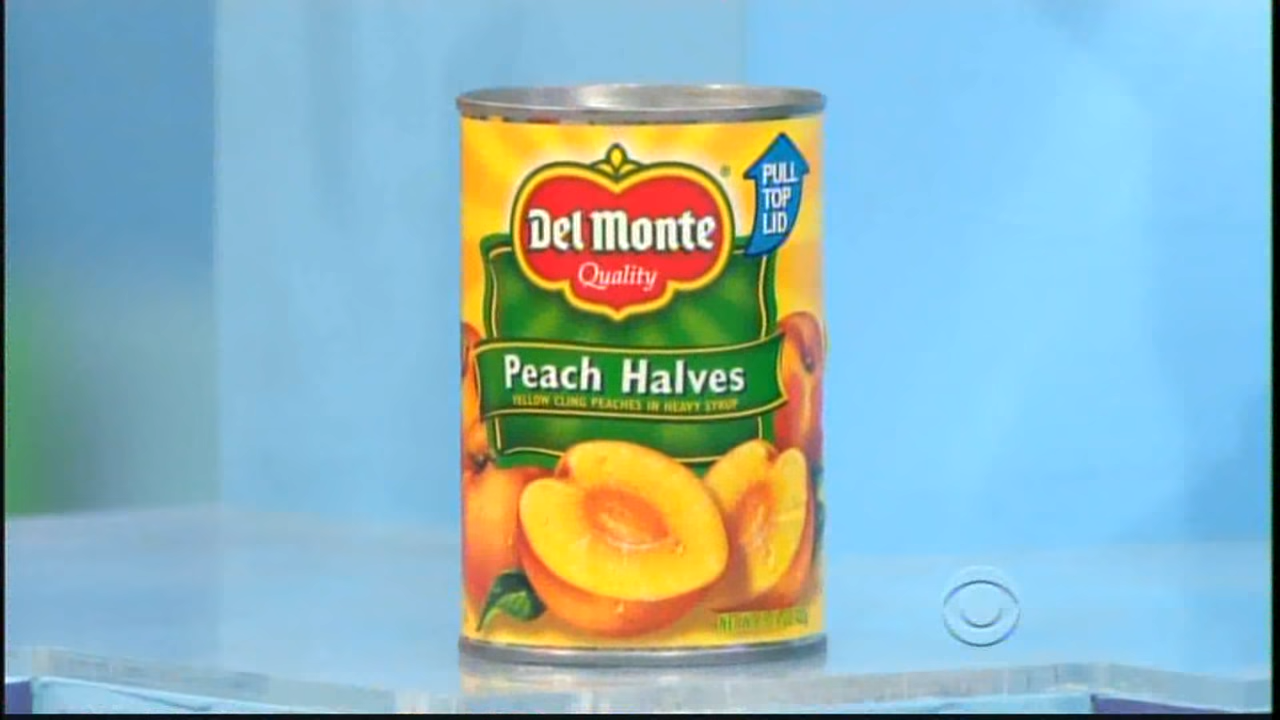 Del Monte
®
Quality
PULL
TOP
LID
Peach Halves
YELLOW CLING PEACHES IN HEAVY SYRUP